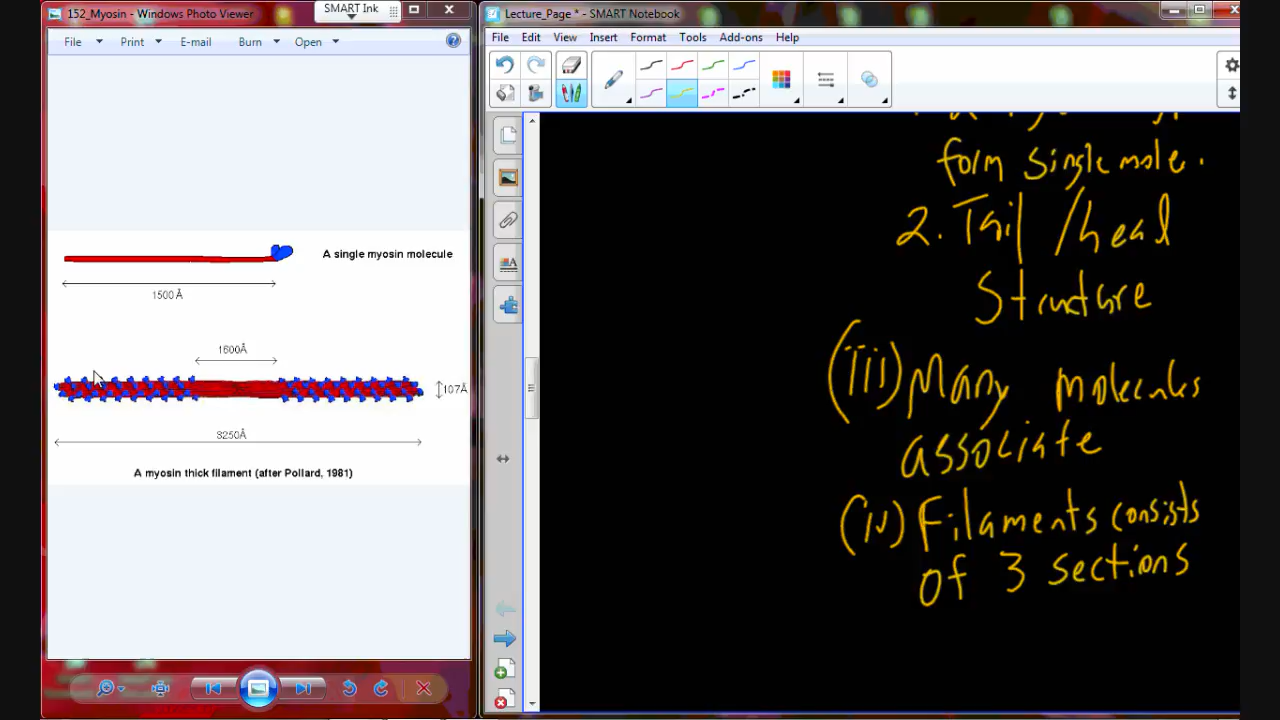 152_Myosin - Windows Photo Viewer
SMART Ink
File Print E-mail Burn Open
A single myosin molecule
1500Å
1600Å
107Å
3250Å
A myosin thick filament (after Pollard, 1981)
Lecture_Page * - SMART Notebook
File Edit View Insert Format Tools Add-ons Help
form single mole.
2. Tail /head
Structure
(iii) Many molecules
associate
(iv) Filaments consists
of 3 sections